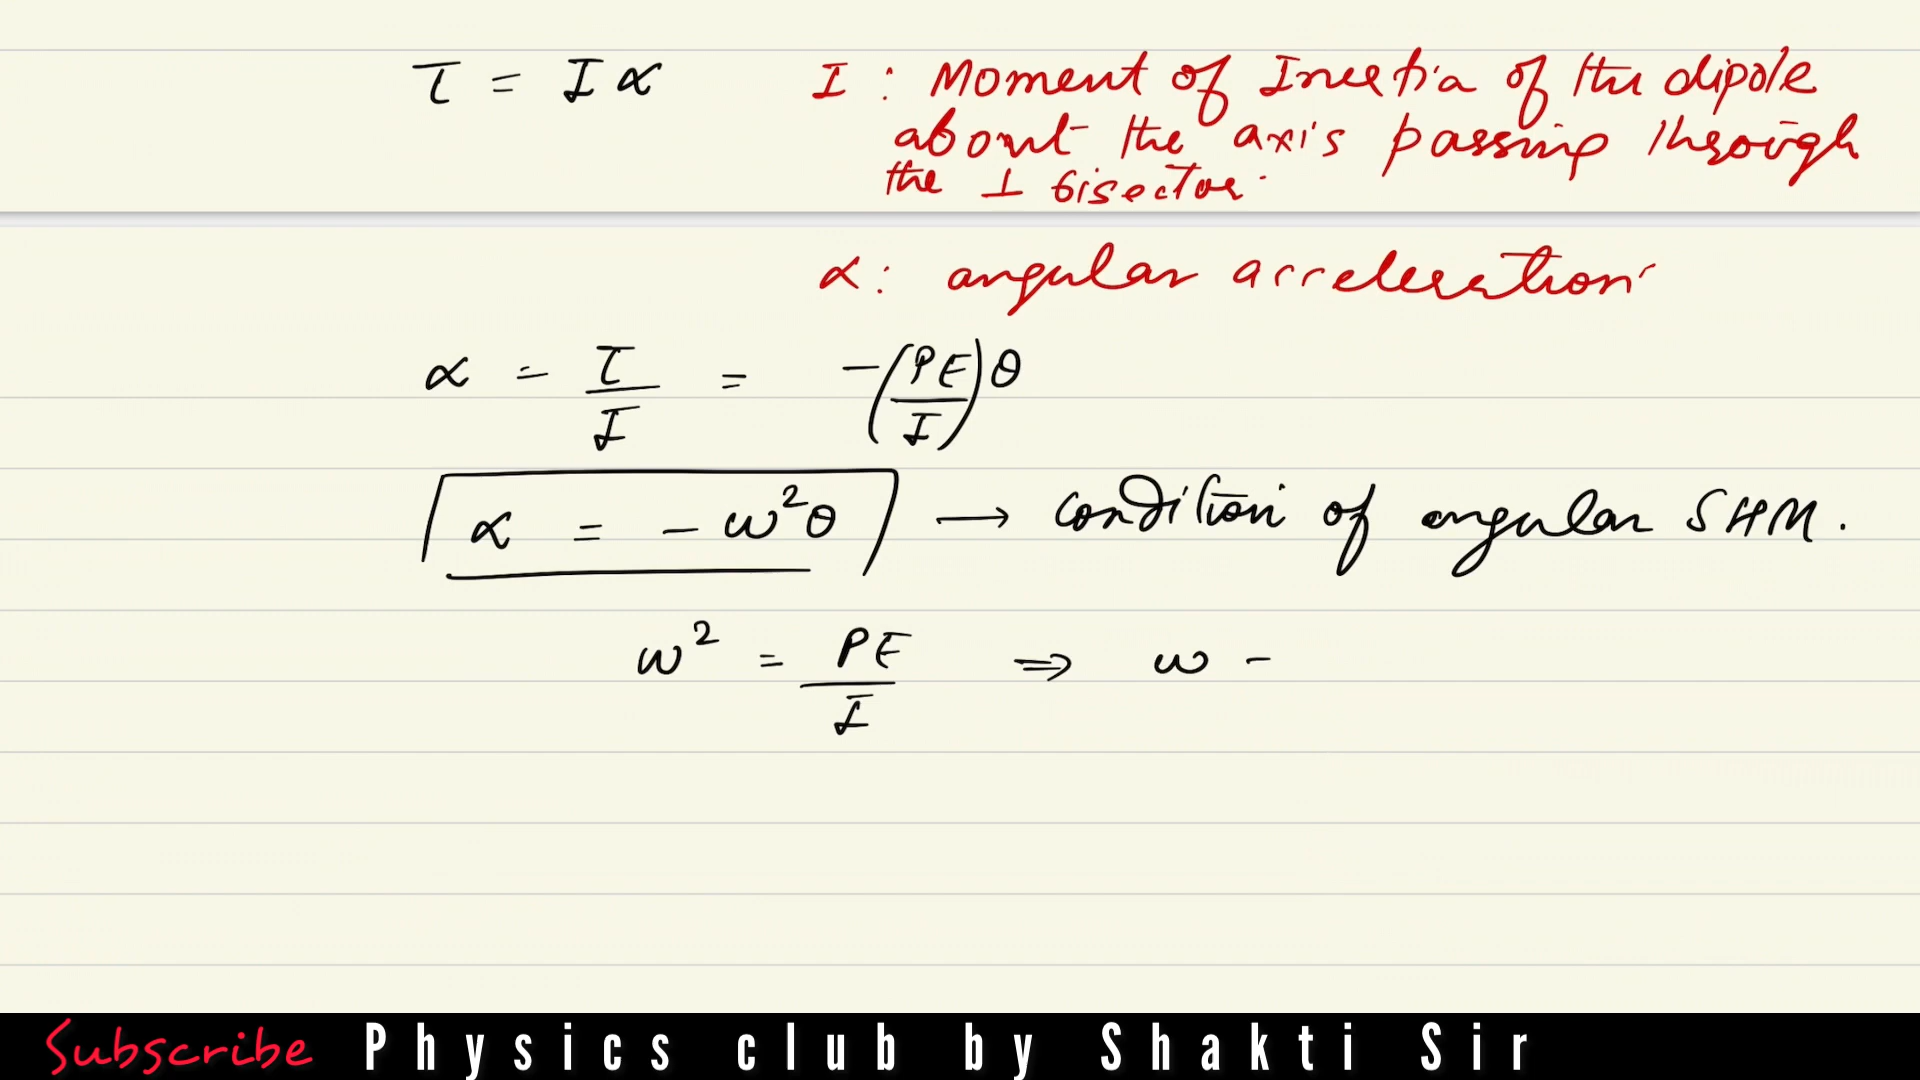 τ = I α I : Moment of Inertia of the dipole
about the axis passing through
the ⊥ bisector.
α : angular acceleration
α = τ/I = -(PE/I)θ
α = - ω²θ → condition of angular SHM.
ω² = PE/I ⇒ ω -
Subscribe Physics club by Shakti Sir